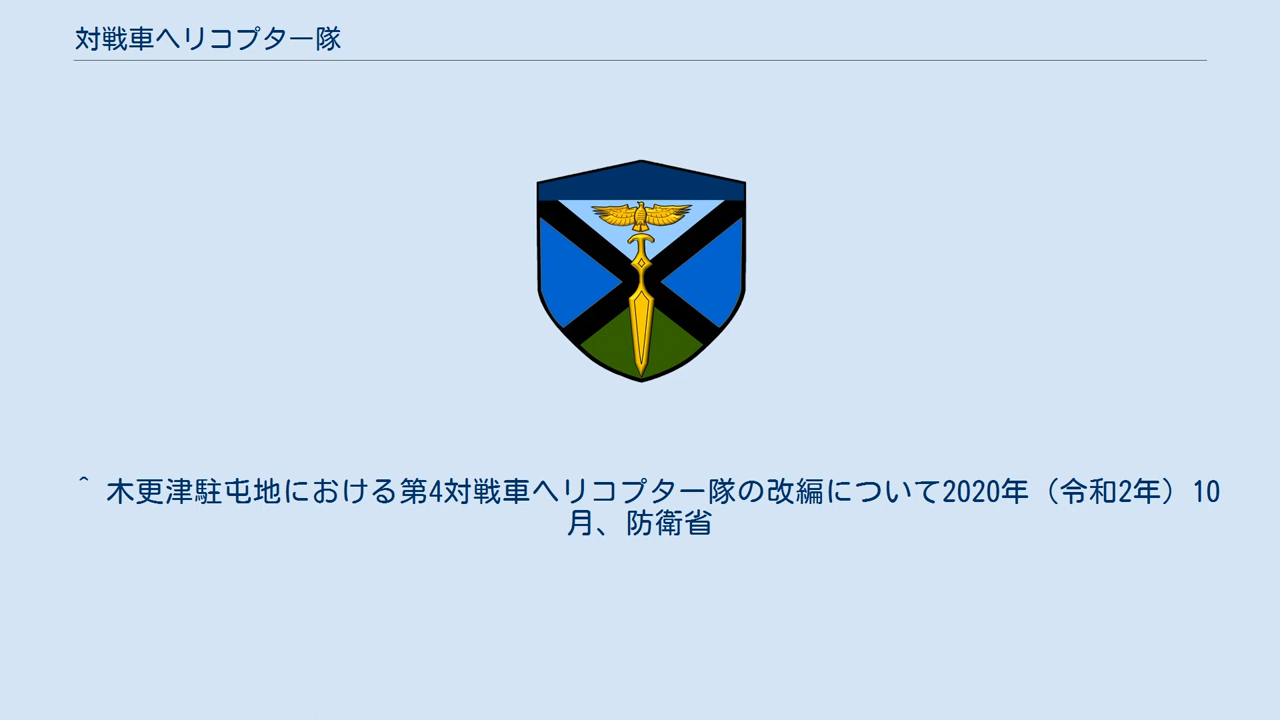 対戦車ヘリコプター隊
^ 木更津駐屯地における第4対戦車ヘリコプター隊の改編について2020年（令和2年）10
月、防衛省